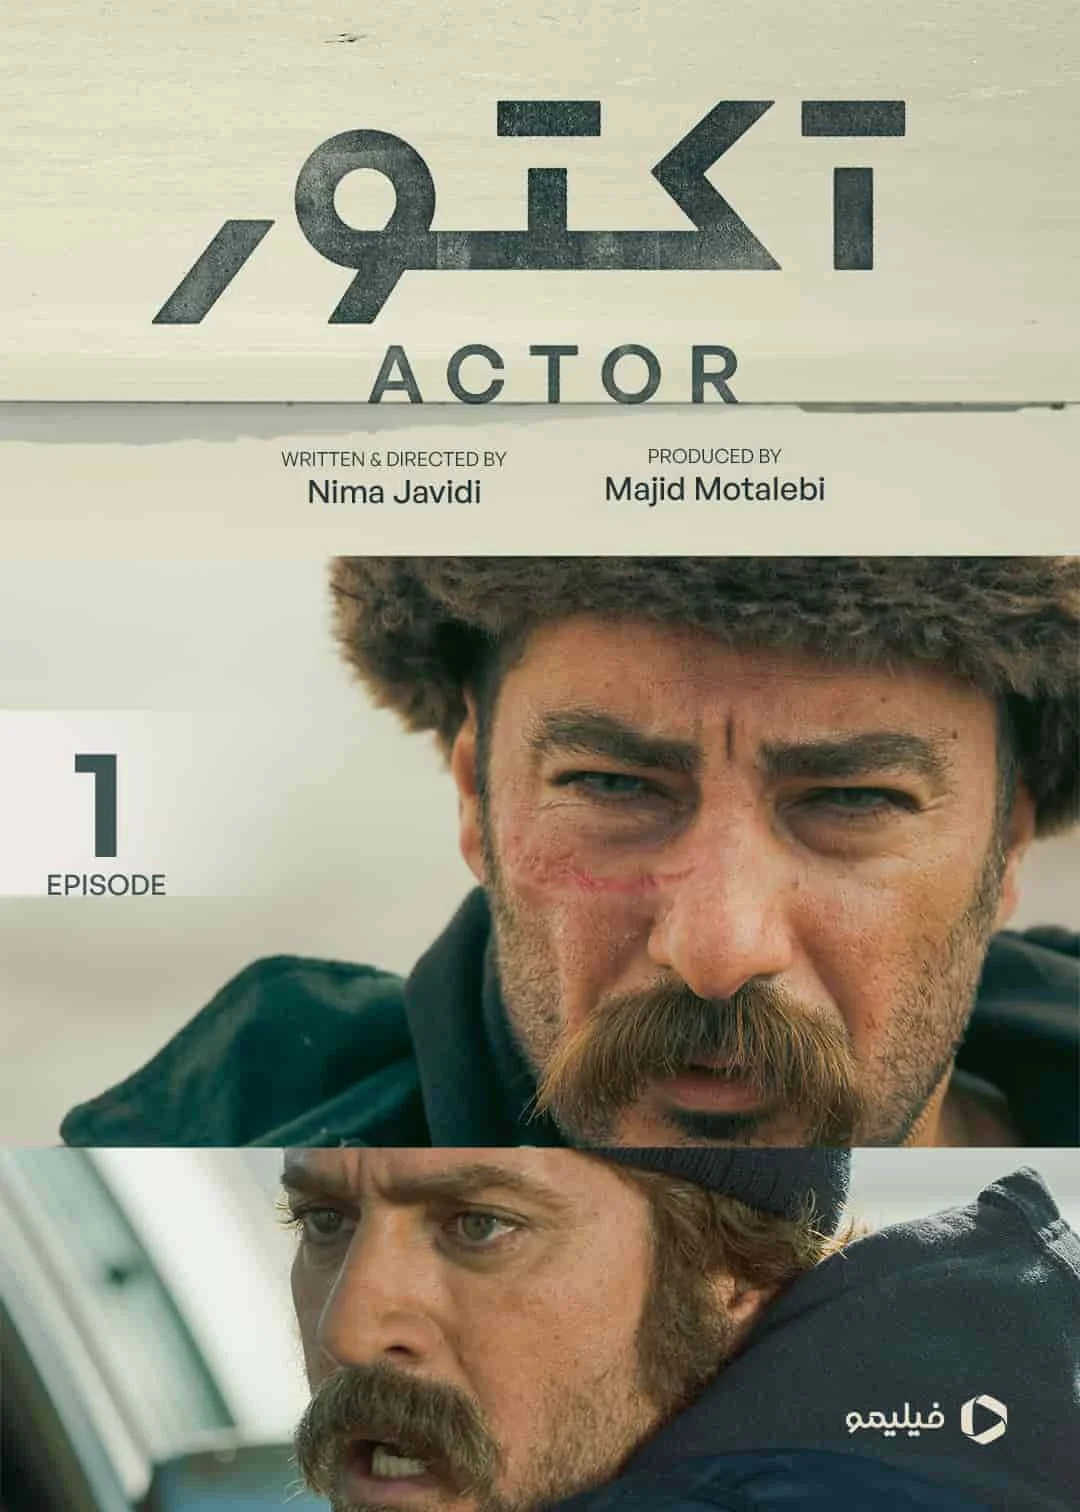 آکتور
ACTOR
WRITTEN & DIRECTED BY
Nima Javidi
PRODUCED BY
Majid Motalebi
1
EPISODE
فیلیمو